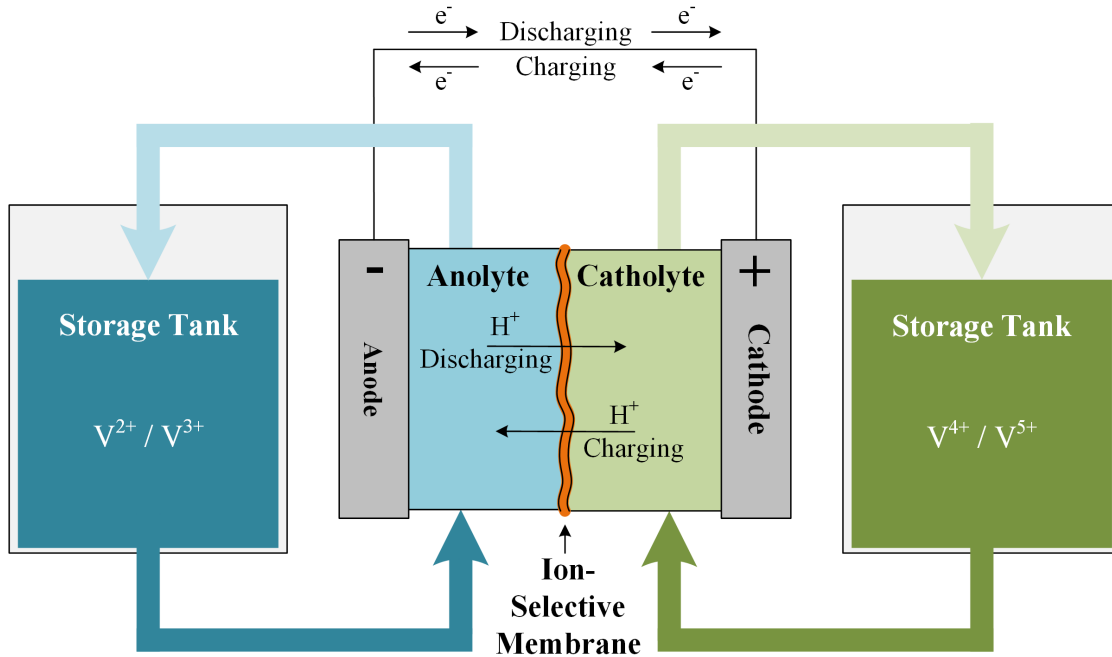 e⁻ e⁻
Discharging
Charging
e⁻ e⁻
-
Anolyte
Catholyte
+
Storage Tank
Storage Tank
H⁺
Discharging
Anode
Cathode
H⁺
Charging
V²⁺ / V³⁺
V⁴⁺ / V⁵⁺
Ion-
Selective
Membrane